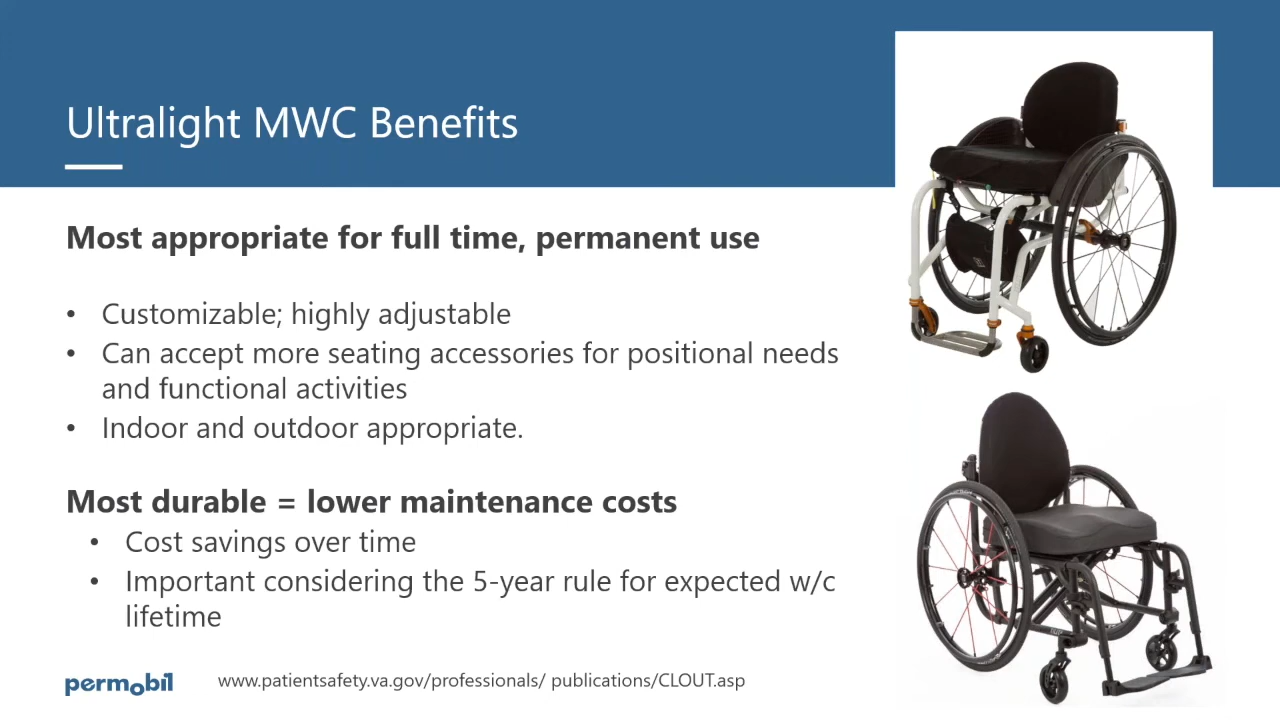 Ultralight MWC Benefits
Most appropriate for full time, permanent use
• Customizable; highly adjustable
• Can accept more seating accessories for positional needs
and functional activities
• Indoor and outdoor appropriate.
Most durable = lower maintenance costs
• Cost savings over time
• Important considering the 5-year rule for expected w/c
lifetime
permobil
www.patientsafety.va.gov/professionals/ publications/CLOUT.asp